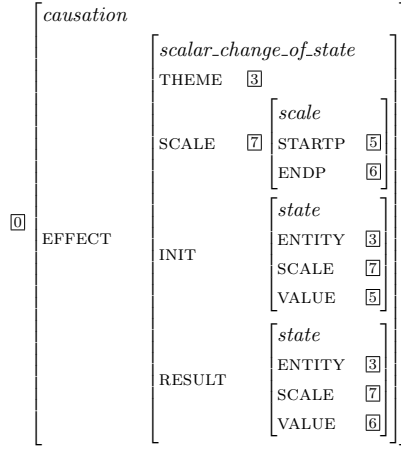 causation
scalar_change_of_state
THEME 3
scale
SCALE 7 STARTP 5
ENDP 6
state
0 EFFECT ENTITY 3
INIT SCALE 7
VALUE 5
state
ENTITY 3
RESULT SCALE 7
VALUE 6